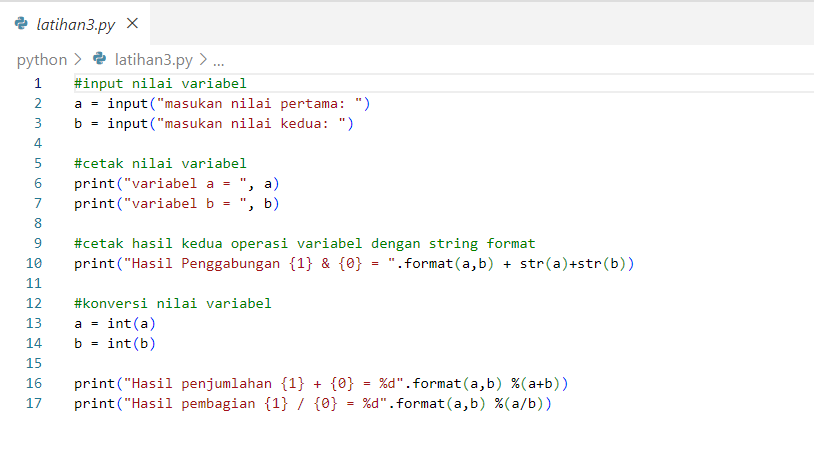 latihan3.py
python > latihan3.py > ...
1 #input nilai variabel
2 a = input("masukan nilai pertama: ")
3 b = input("masukan nilai kedua: ")
4
5 #cetak nilai variabel
6 print("variabel a = ", a)
7 print("variabel b = ", b)
8
9 #cetak hasil kedua operasi variabel dengan string format
10 print("Hasil Penggabungan {1} & {0} = ".format(a,b) + str(a)+str(b))
11
12 #konversi nilai variabel
13 a = int(a)
14 b = int(b)
15
16 print("Hasil penjumlahan {1} + {0} = %d".format(a,b) %(a+b))
17 print("Hasil pembagian {1} / {0} = %d".format(a,b) %(a/b))